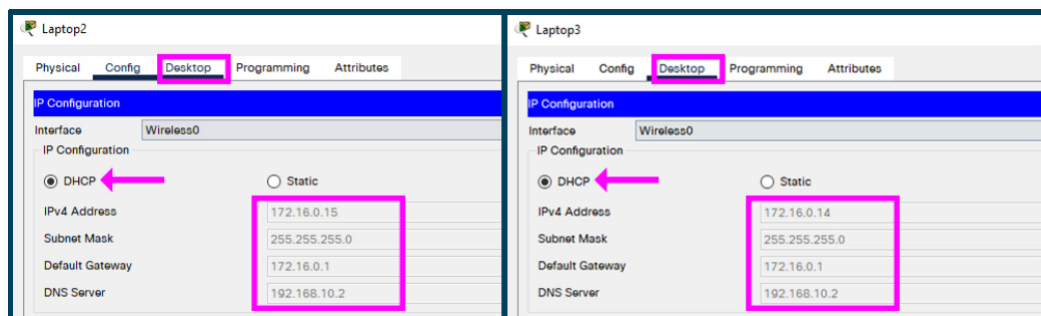 Laptop2
Physical Config Desktop Programming Attributes
IP Configuration
Interface Wireless0
IP Configuration
DHCP Static
IPv4 Address 172.16.0.15
Subnet Mask 255.255.255.0
Default Gateway 172.16.0.1
DNS Server 192.168.10.2
Laptop3
Physical Config Desktop Programming Attributes
IP Configuration
Interface Wireless0
IP Configuration
DHCP Static
IPv4 Address 172.16.0.14
Subnet Mask 255.255.255.0
Default Gateway 172.16.0.1
DNS Server 192.168.10.2